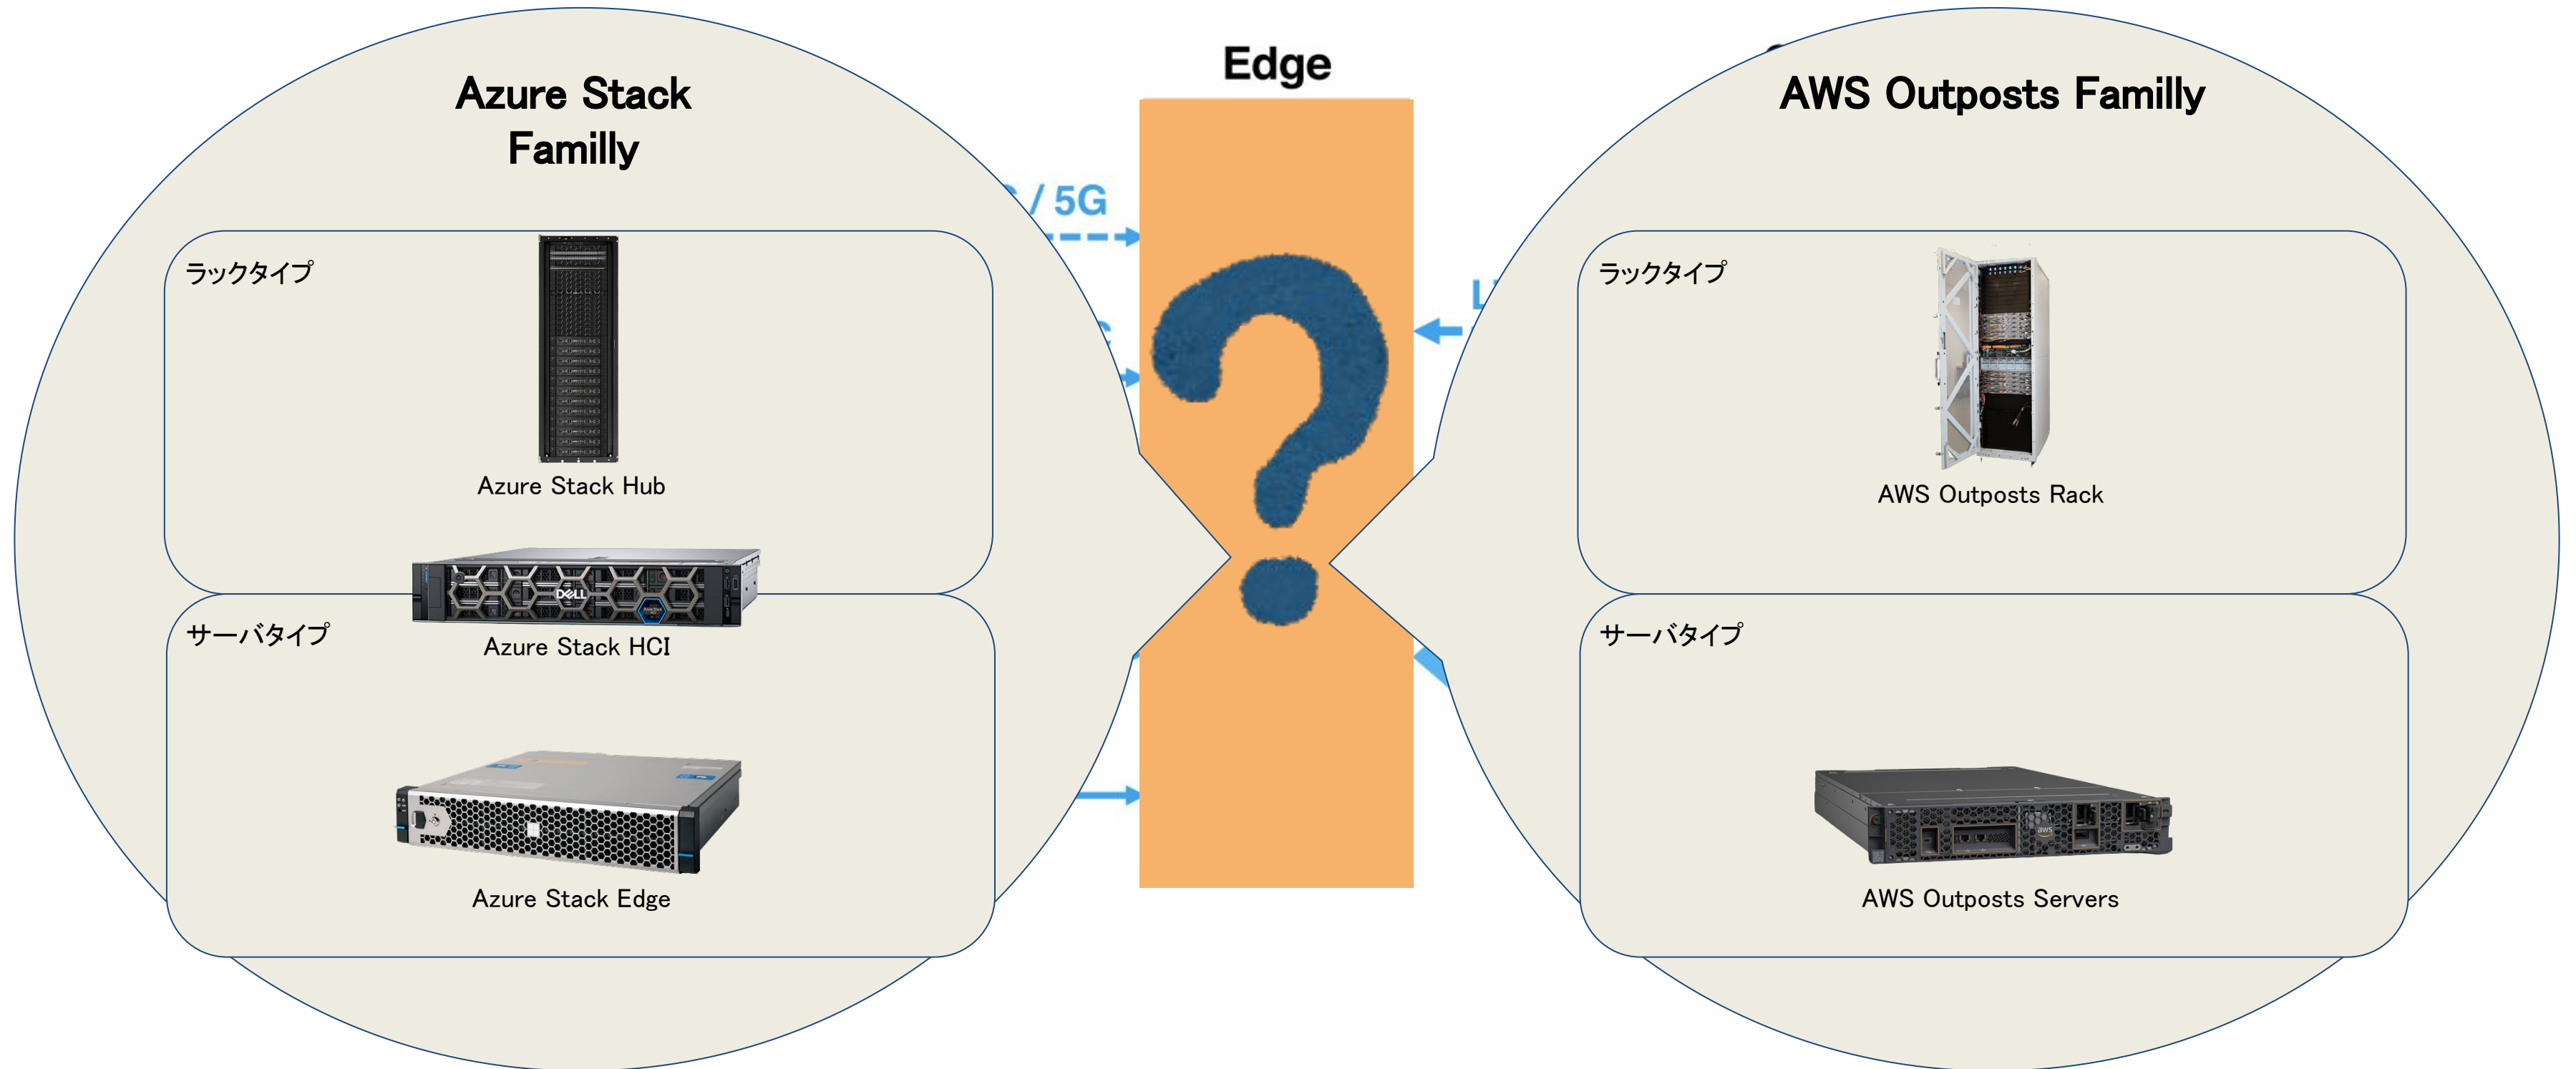 Edge
Azure Stack
Familly
ラックタイプ
Azure Stack Hub
DELL
Azure Stack HCI
サーバタイプ
Azure Stack Edge
/ 5G
?
AWS Outposts Familly
ラックタイプ
AWS Outposts Rack
サーバタイプ
aws
AWS Outposts Servers